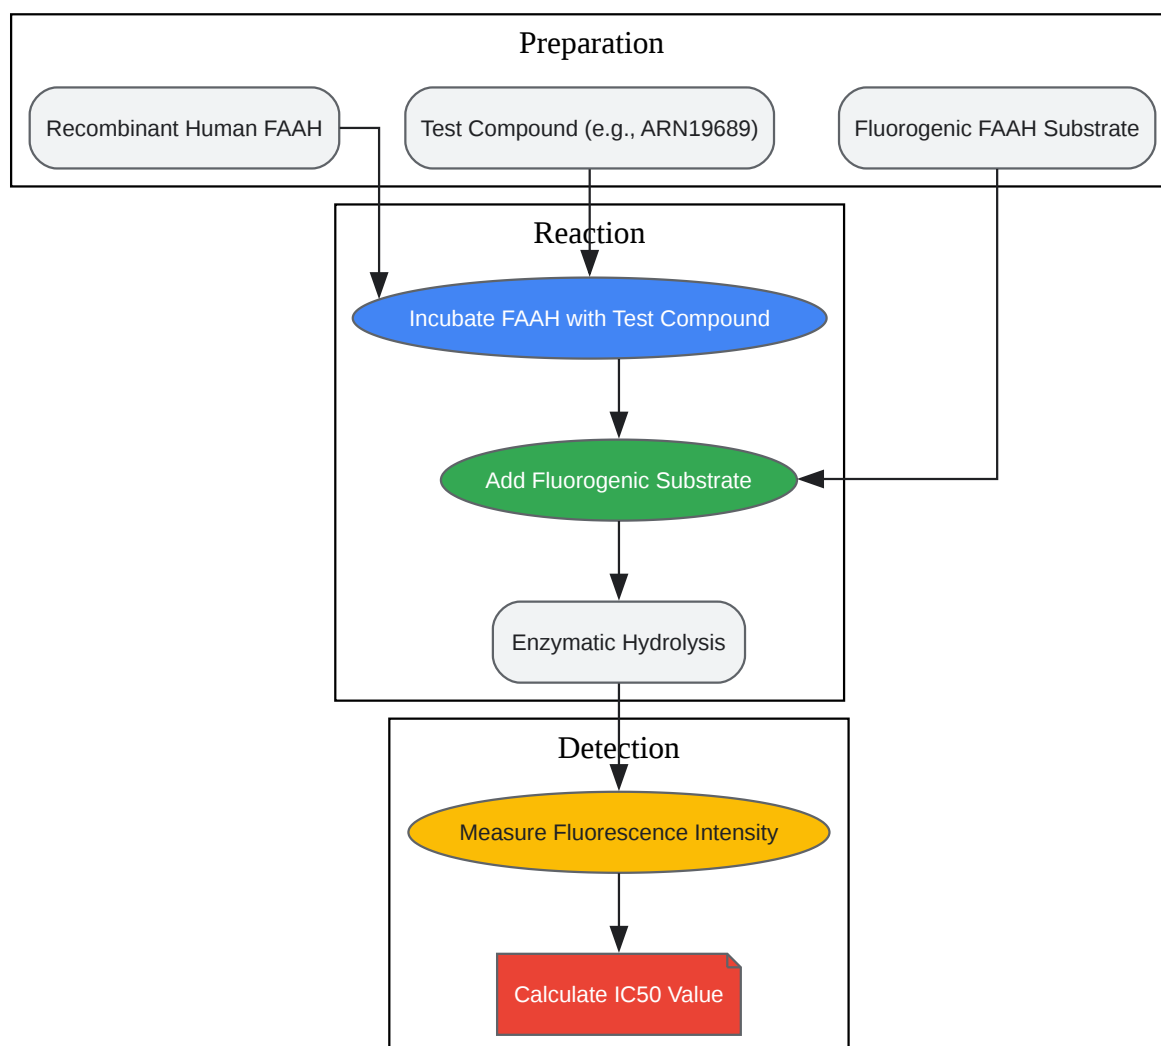 Preparation
Recombinant Human FAAH
Test Compound (e.g., ARN19689)
Fluorogenic FAAH Substrate
Reaction
Incubate FAAH with Test Compound
Add Fluorogenic Substrate
Enzymatic Hydrolysis
Detection
Measure Fluorescence Intensity
Calculate IC50 Value